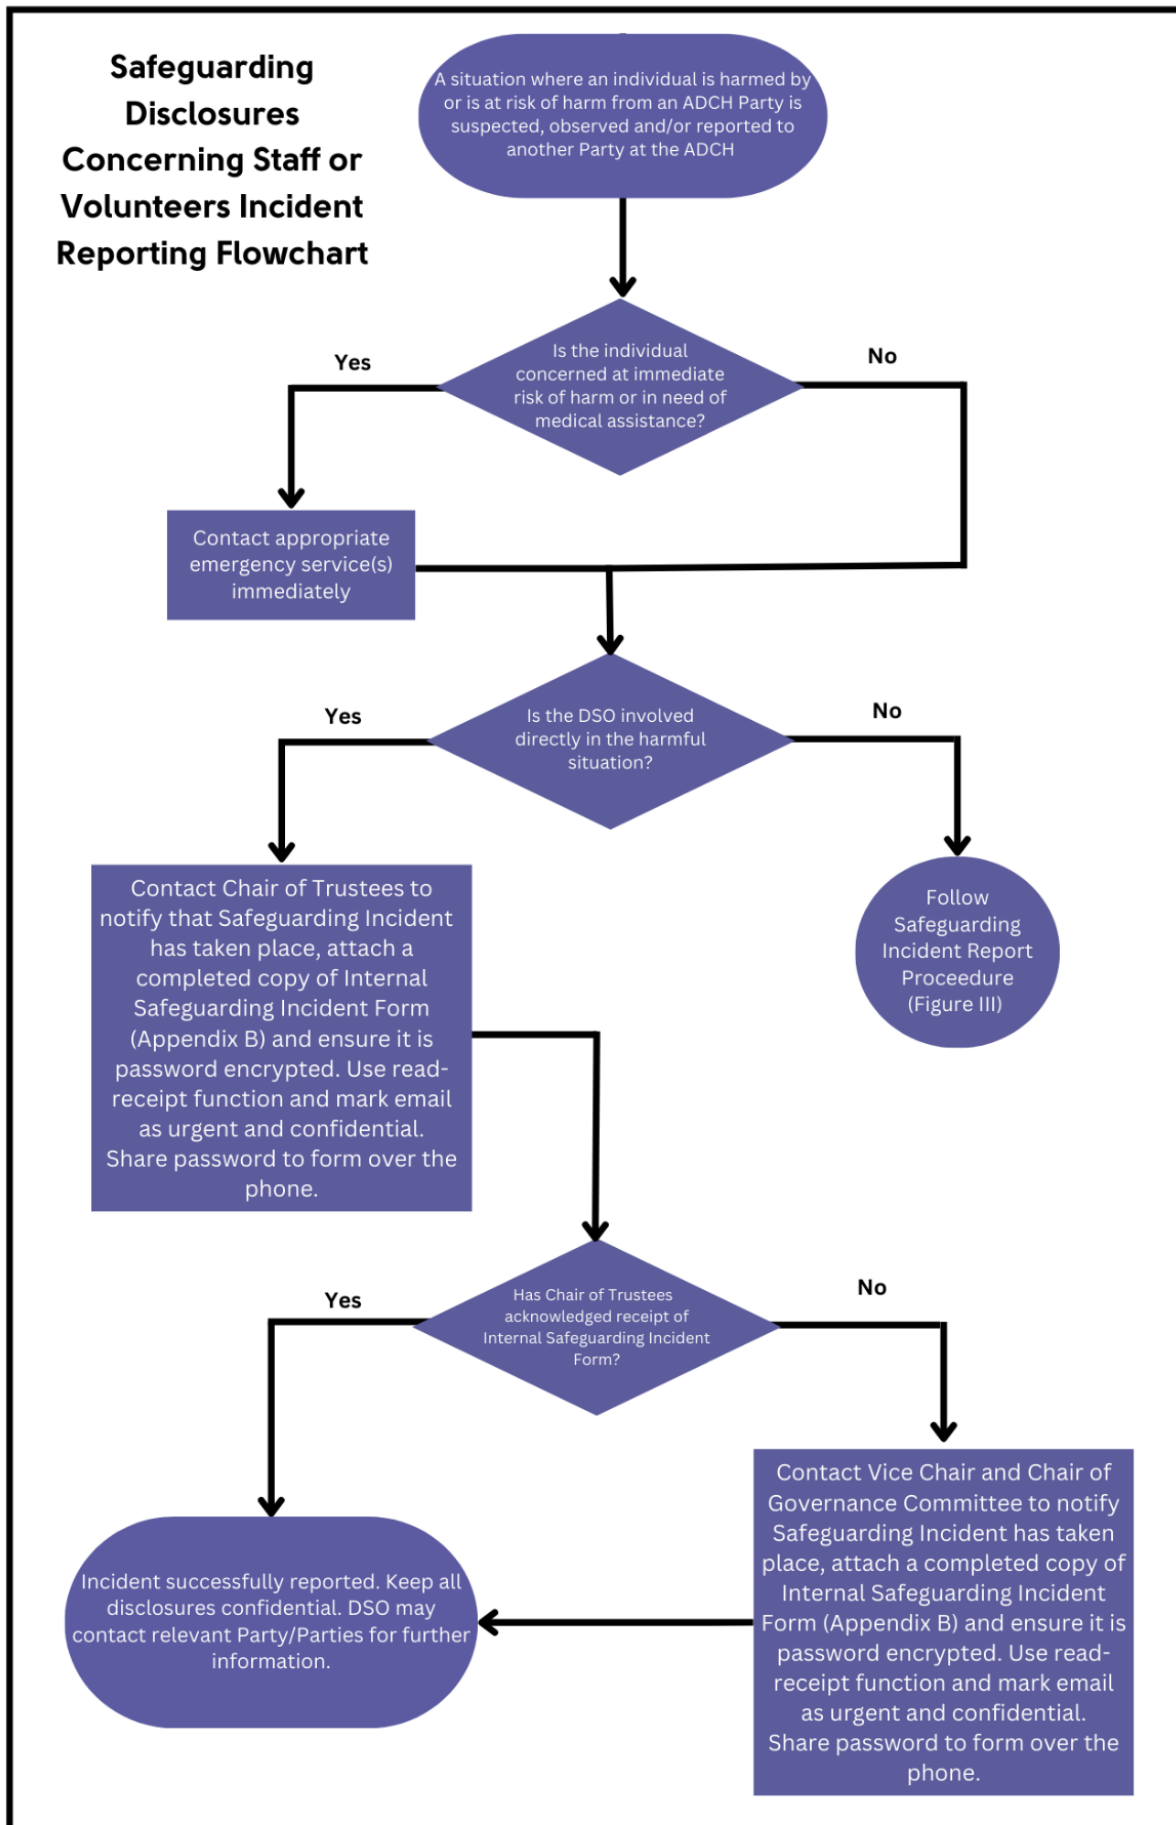 Safeguarding
Disclosures
Concerning Staff or
Volunteers Incident
Reporting Flowchart
A situation where an individual is harmed by
or is at risk of harm from an ADCH Party is
suspected, observed and/or reported to
another Party at the ADCH
Yes
Is the individual
concerned at immediate
risk of harm or in need of
medical assistance?
No
Contact appropriate
emergency service(s)
immediately
Yes
Is the DSO involved
directly in the harmful
situation?
No
Contact Chair of Trustees to
notify that Safeguarding Incident
has taken place, attach a
completed copy of Internal
Safeguarding Incident Form
(Appendix B) and ensure it is
password encrypted. Use read-
receipt function and mark email
as urgent and confidential.
Share password to form over the
phone.
Follow
Safeguarding
Incident Report
Proceedure
(Figure III)
Yes
Has Chair of Trustees
acknowledged receipt of
Internal Safeguarding Incident
Form?
No
Incident successfully reported. Keep all
disclosures confidential. DSO may
contact relevant Party/Parties for further
information.
Contact Vice Chair and Chair of
Governance Committee to notify
Safeguarding Incident has taken
place, attach a completed copy of
Internal Safeguarding Incident
Form (Appendix B) and ensure it is
password encrypted. Use read-
receipt function and mark email
as urgent and confidential.
Share password to form over the
phone.